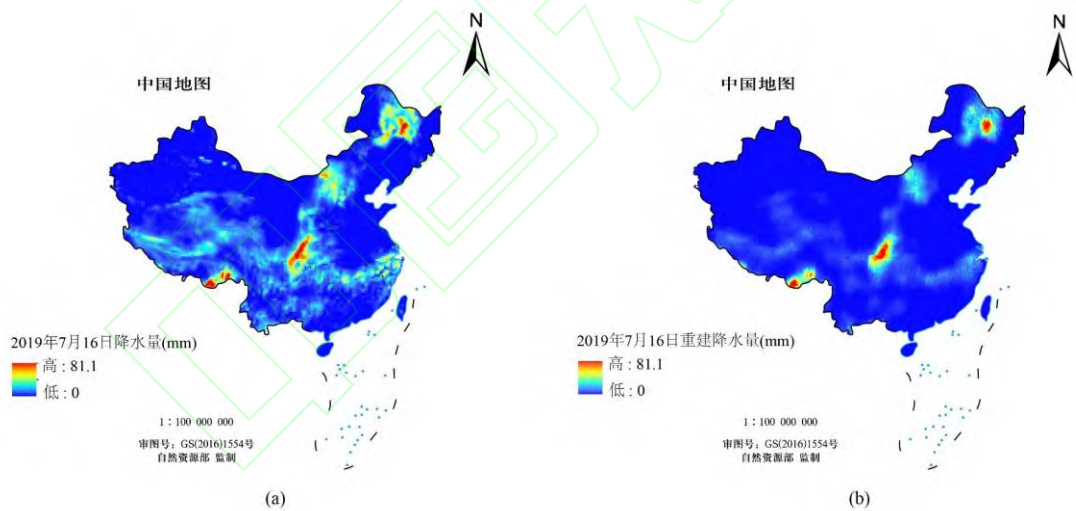 N
中国地图
2019年7月16日降水量(mm)
高 : 81.1
低 : 0
1：100 000 000
审图号：GS(2016)1554号
自然资源部 监制
(a)
N
中国地图
2019年7月16日重建降水量(mm)
高 : 81.1
低 : 0
1：100 000 000
审图号：GS(2016)1554号
自然资源部 监制
(b)